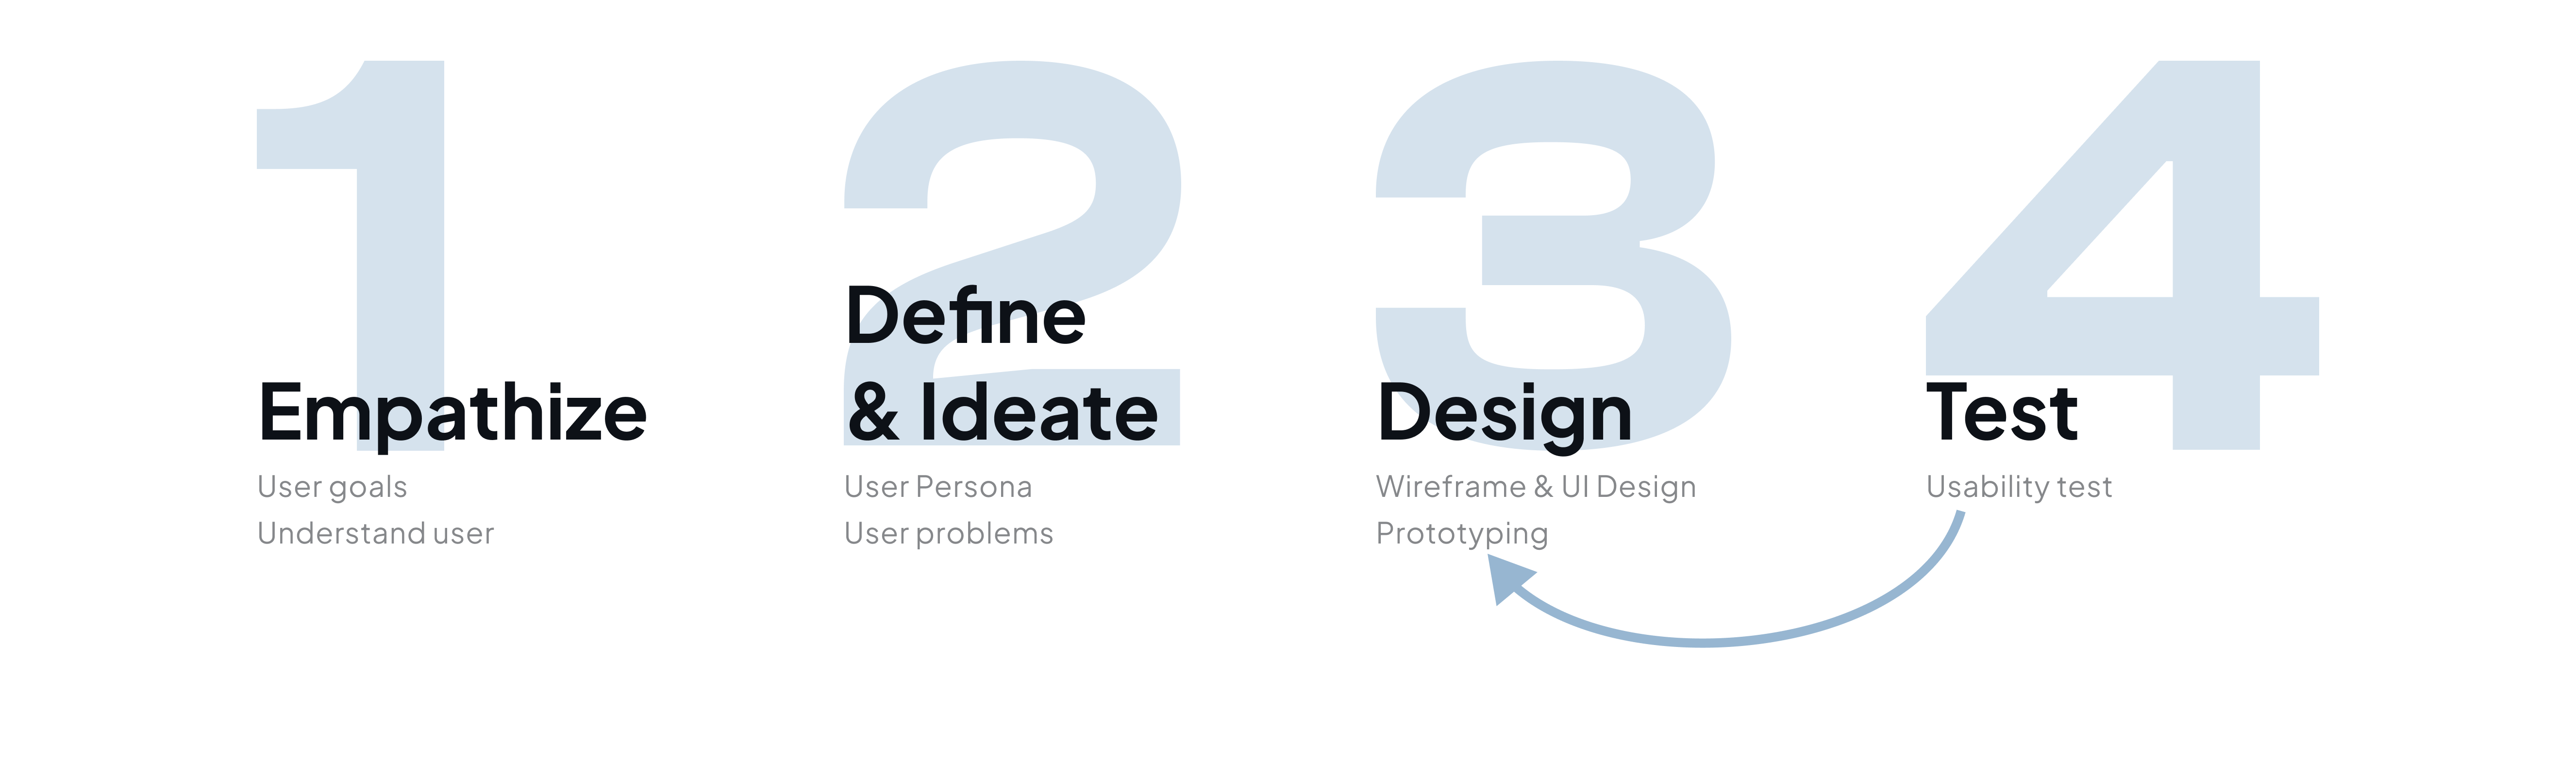 1
Empathize
User goals
Understand user
2
Define
& Ideate
User Persona
User problems
3
Design
Wireframe & UI Design
Prototyping
4
Test
Usability test